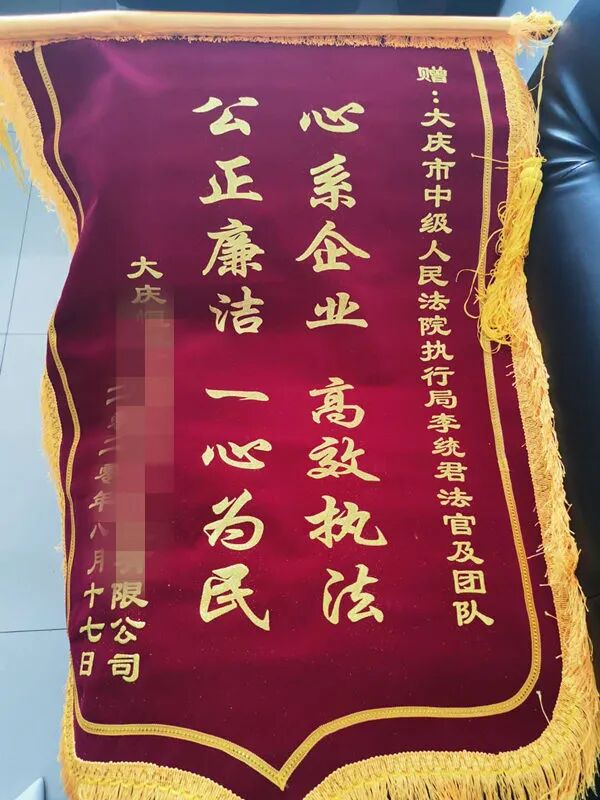 赠:大庆市中级人民法院执行局李统君法官及团队
心系企业 高效执法
公正廉洁 一心为民
大庆 限公司
二零二零年八月十七日